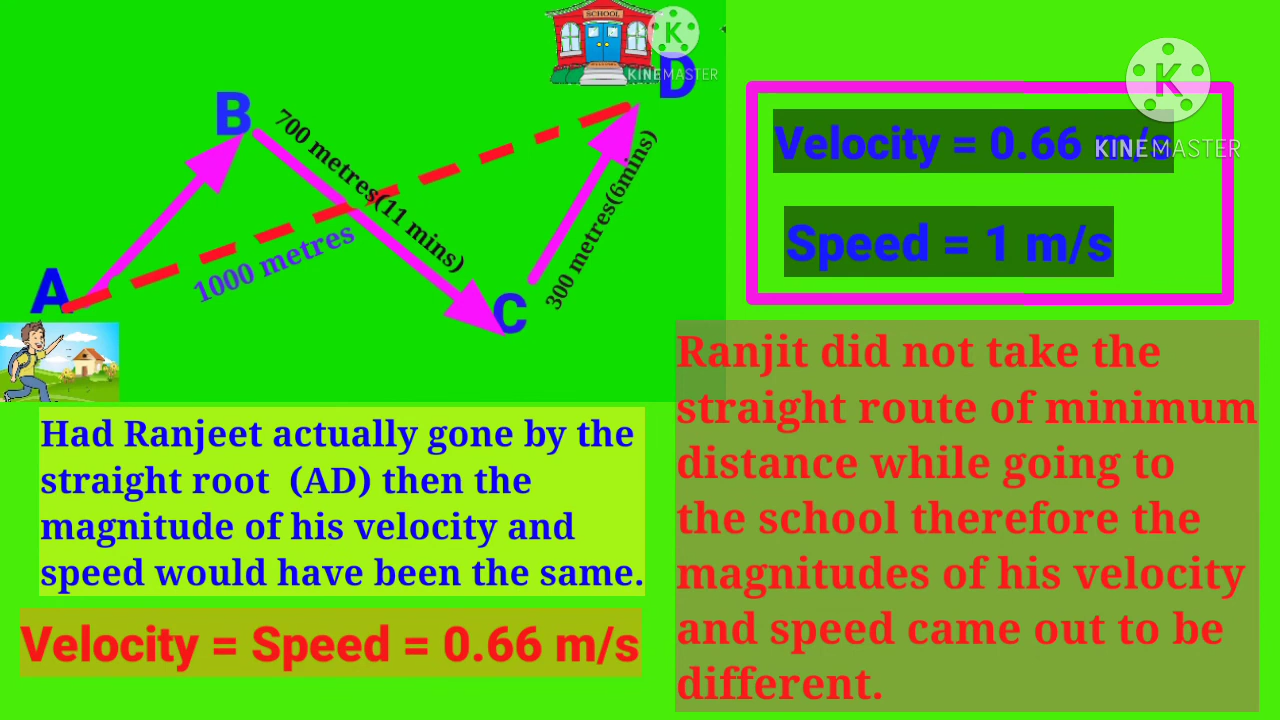 SCHOOL
KINEMASTER
D
B
700 metres(11 mins)
300 metres(6mins)
1000 metres
A
C
Velocity = 0.66 m/s
KINEMASTER
Speed = 1 m/s
Had Ranjeet actually gone by the
straight root (AD) then the
magnitude of his velocity and
speed would have been the same.
Velocity = Speed = 0.66 m/s
Ranjit did not take the
straight route of minimum
distance while going to
the school therefore the
magnitudes of his velocity
and speed came out to be
different.